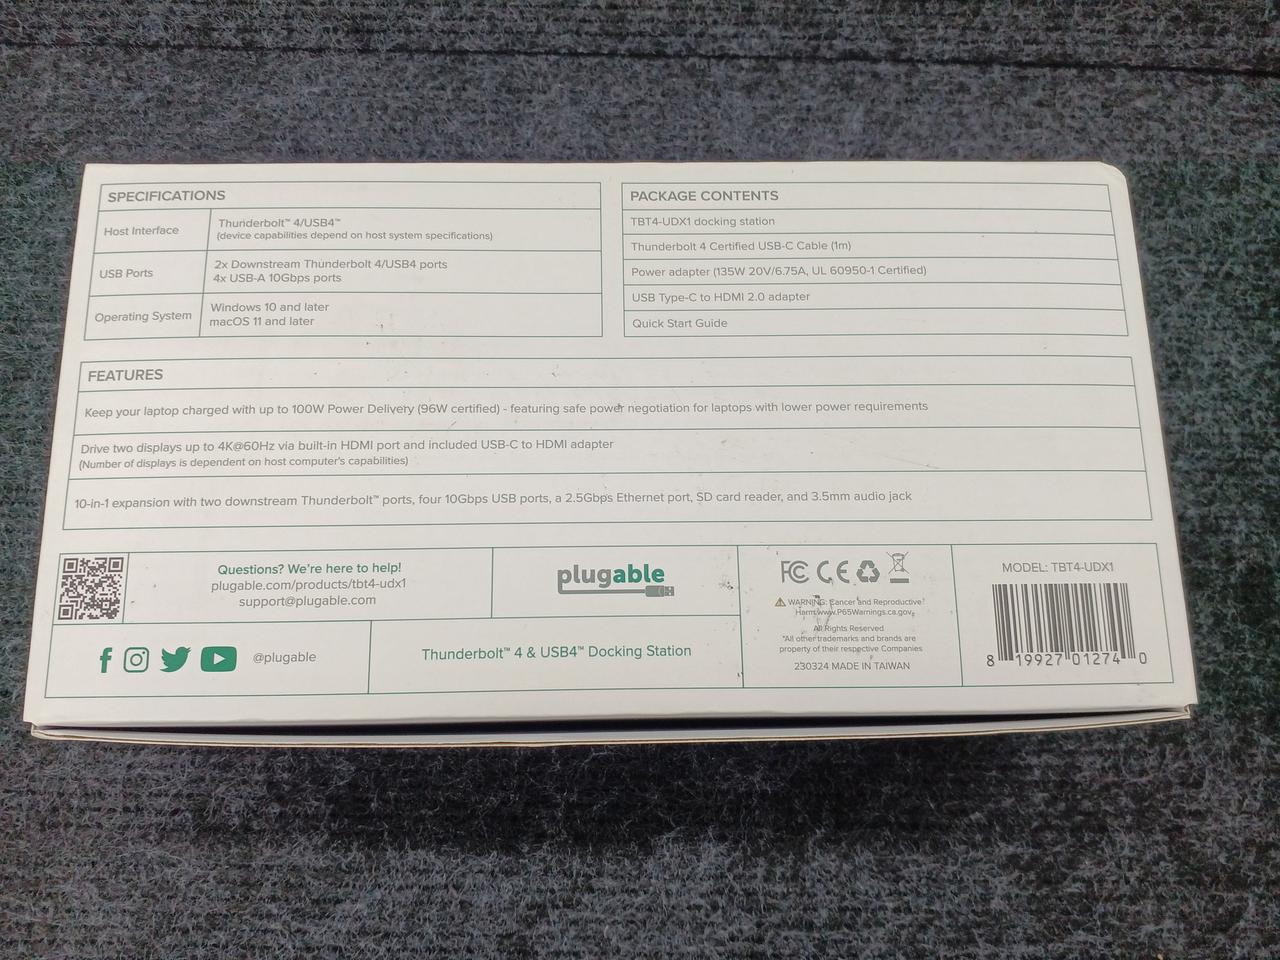 SPECIFICATIONS
Host Interface
Thunderbolt™ 4/USB4™
(device capabilities depend on host system specifications)
USB Ports
2x Downstream Thunderbolt 4/USB4 ports
4x USB-A 10Gbps ports
Operating System
Windows 10 and later
macOS 11 and later
PACKAGE CONTENTS
TBT4-UDX1 docking station
Thunderbolt 4 Certified USB-C Cable (1m)
Power adapter (135W 20V/6.75A, UL 60950-1 Certified)
USB Type-C to HDMI 2.0 adapter
Quick Start Guide
FEATURES
Keep your laptop charged with up to 100W Power Delivery (96W certified) - featuring safe power negotiation for laptops with lower power requirements
Drive two displays up to 4K@60Hz via built-in HDMI port and included USB-C to HDMI adapter
(Number of displays is dependent on host computer's capabilities)
10-in-1 expansion with two downstream Thunderbolt™ ports, four 10Gbps USB ports, a 2.5Gbps Ethernet port, SD card reader, and 3.5mm audio jack
Questions? We're here to help!
plugable.com/products/tbt4-udx1
support@plugable.com
plugable
@plugable
Thunderbolt™ 4 & USB4™ Docking Station
FC CE
WARNING: Cancer and Reproductive
Harm www.P65Warnings.ca.gov
All Rights Reserved
*All other trademarks and brands are
property of their respective Companies
230324 MADE IN TAIWAN
MODEL: TBT4-UDX1
8 19927 01274 0